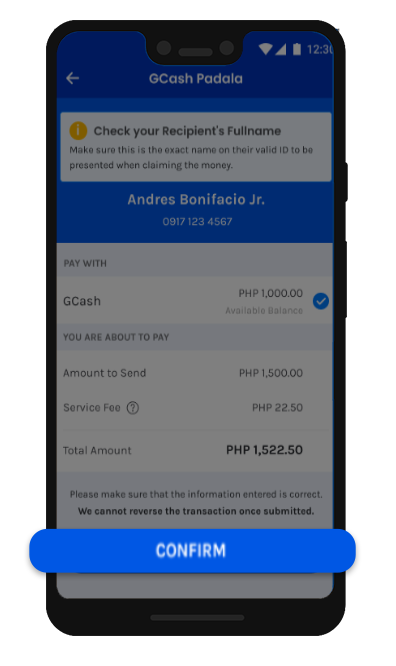 12:30
GCash Padala
Check your Recipient's Fullname
Make sure this is the exact name on their valid ID to be
presented when claiming the money.
Andres Bonifacio Jr.
0917 123 4567
PAY WITH
GCash
PHP 1,000.00
Available Balance
YOU ARE ABOUT TO PAY
Amount to Send PHP 1,500.00
Service Fee ? PHP 22.50
Total Amount PHP 1,522.50
Please make sure that the information entered is correct.
We cannot reverse the transaction once submitted.
CONFIRM